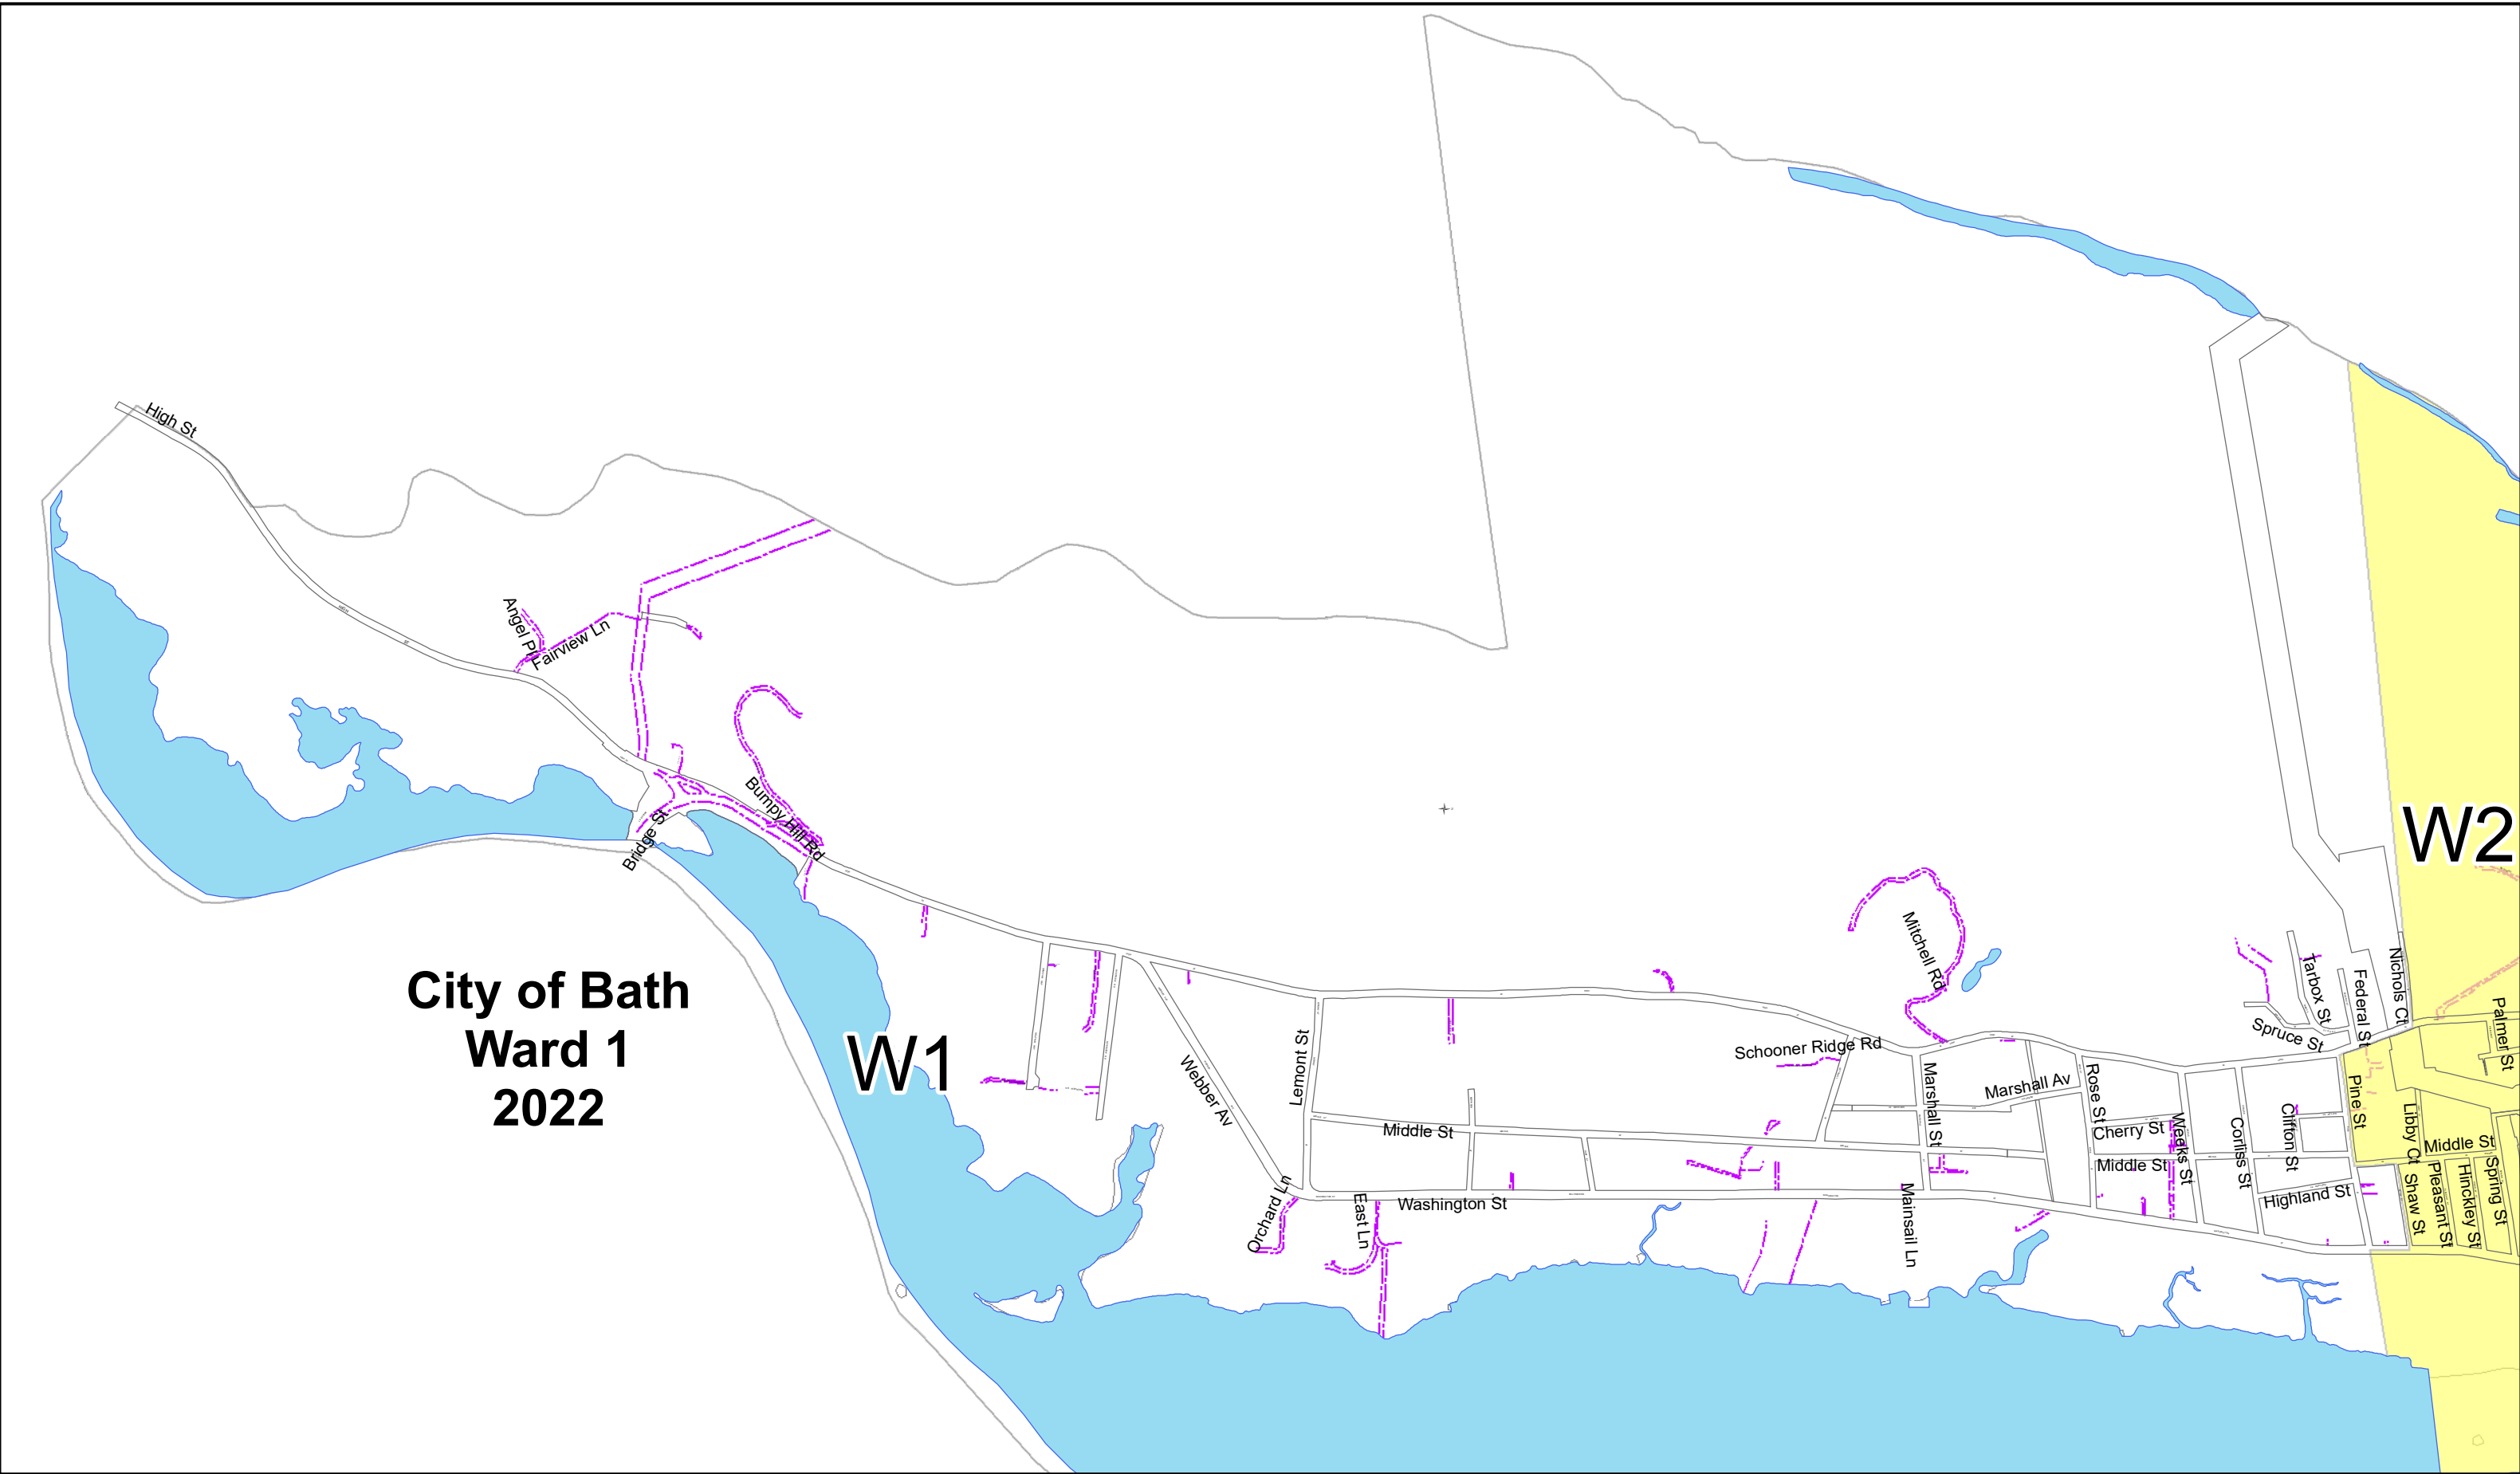 High St
Angel Pl
Fairview Ln
Bumpy Hill Rd
Bridge St
City of Bath
Ward 1
2022
W1
W2
Webber Av
Lemont St
Middle St
Orchard Ln
East Ln
Washington St
Schooner Ridge Rd
Mitchell Rd
Marshall St
Marshall Av
Mainsail Ln
Rose St
Cherry St
Middle St
Weeks St
Corliss St
Clifton St
Highland St
Spruce St
Tarbox St
Federal St
Nichols Ct
Pine St
Palmer St
Libby Ct
Middle St
Shaw St
Pleasant St
Hinckley St
Spring St